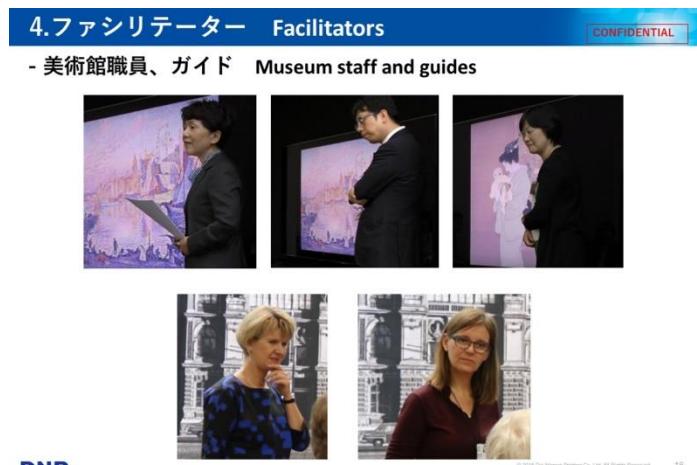 4.ファシリテーター Facilitators
CONFIDENTIAL
- 美術館職員、ガイド Museum staff and guides
DNP